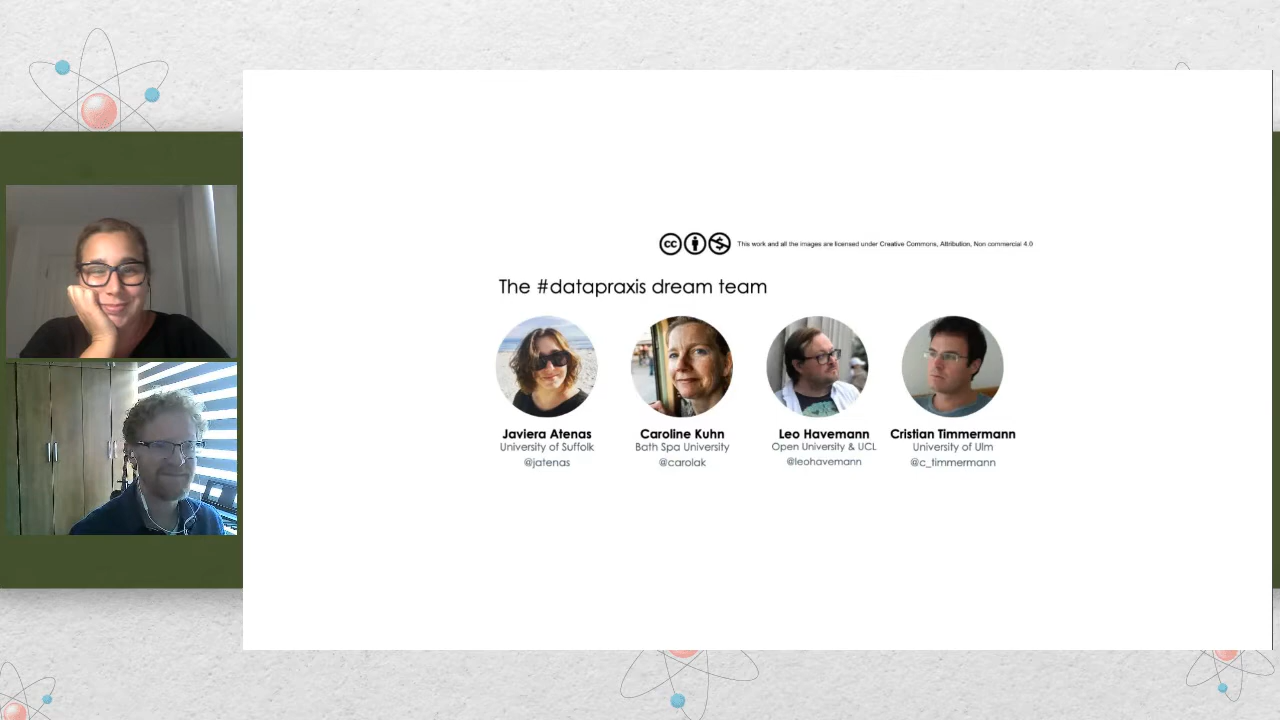 This work and all the images are licensed under Creative Commons, Attribution, Non commercial 4.0
The #datapraxis dream team
Javiera Atenas
University of Suffolk
@jatenas
Caroline Kuhn
Bath Spa University
@carolak
Leo Havemann
Open University & UCL
@leohavemann
Cristian Timmermann
University of Ulm
@c_timmermann